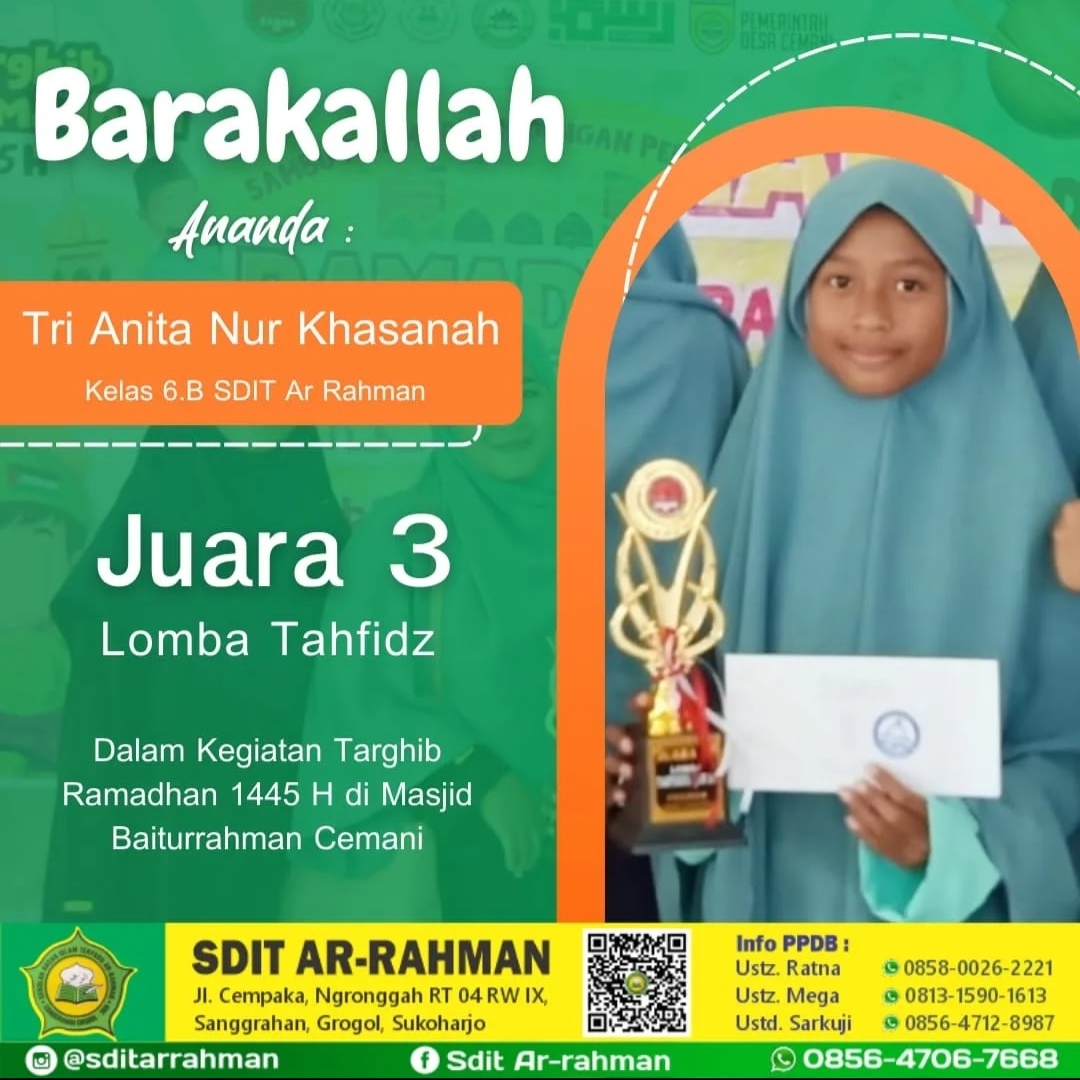 PEMERINTAH
DESA CEMANI
Barakallah
Ananda :
Tri Anita Nur Khasanah
Kelas 6.B SDIT Ar Rahman
Juara 3
Lomba Tahfidz
Dalam Kegiatan Targhib
Ramadhan 1445 H di Masjid
Baiturrahman Cemani
SDIT AR-RAHMAN
Jl. Cempaka, Ngronggah RT 04 RW IX,
Sanggrahan, Grogol, Sukoharjo
Info PPDB :
Ustz. Ratna 0858-0026-2221
Ustz. Mega 0813-1590-1613
Ustd. Sarkuji 0856-4712-8987
@sditarrahman
Sdit Ar-rahman
0856-4706-7668